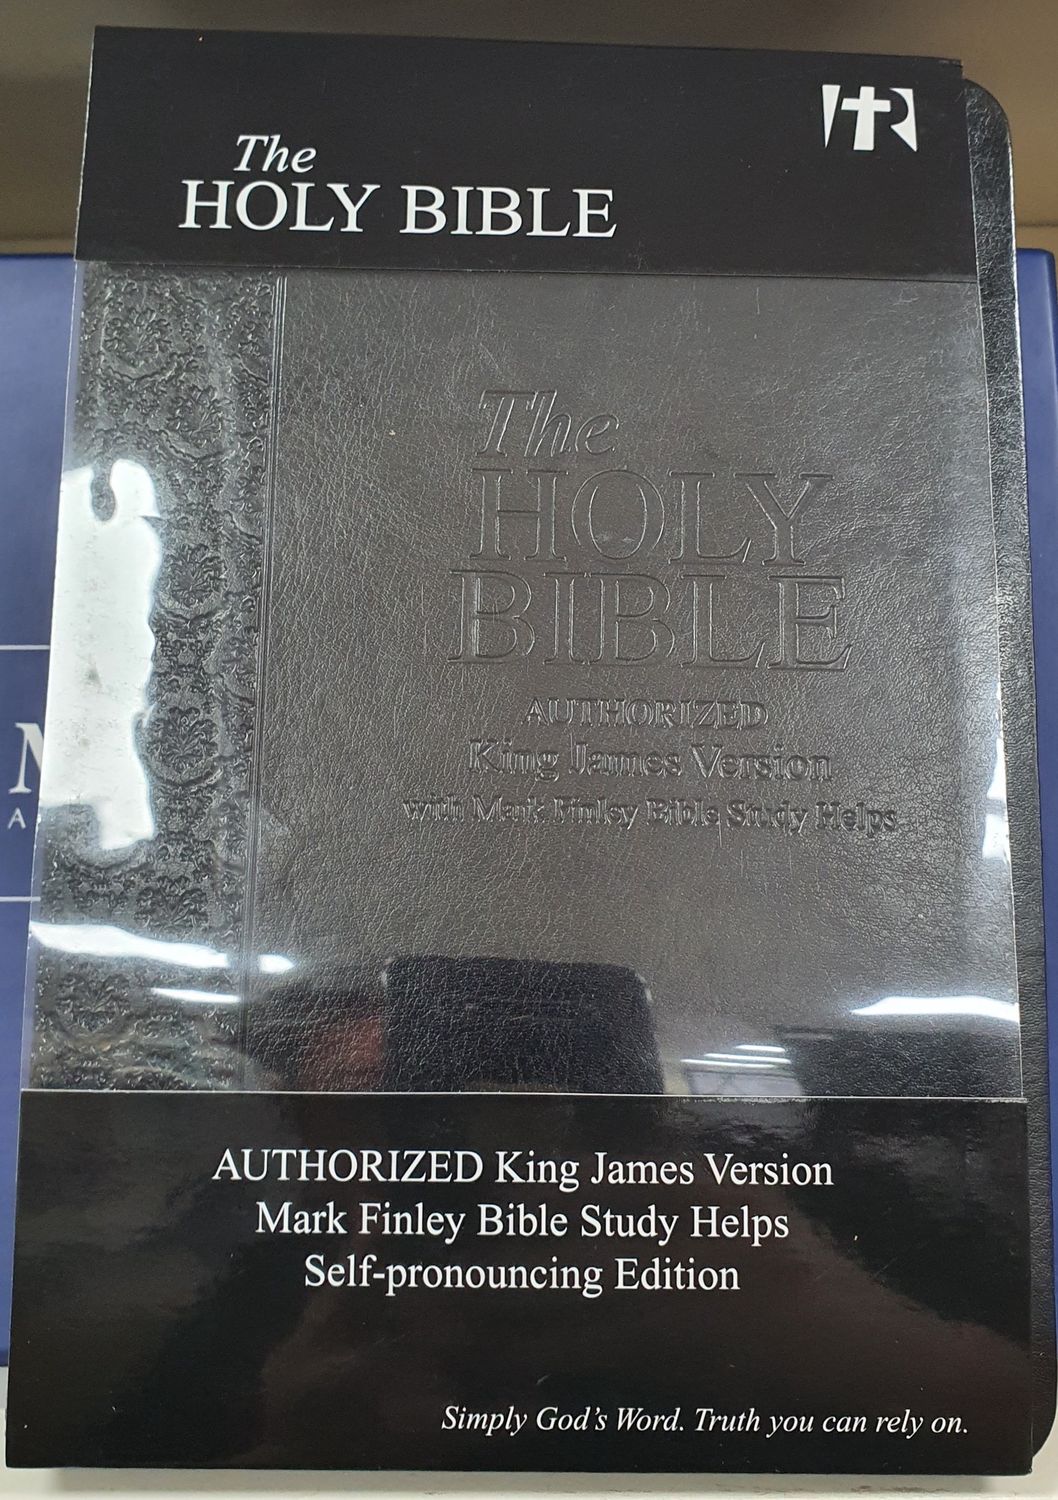 The
HOLY BIBLE
The
HOLY
BIBLE
AUTHORIZED
King James Version
with Mark Finley Bible Study Helps
AUTHORIZED King James Version
Mark Finley Bible Study Helps
Self-pronouncing Edition
Simply God's Word. Truth you can rely on.